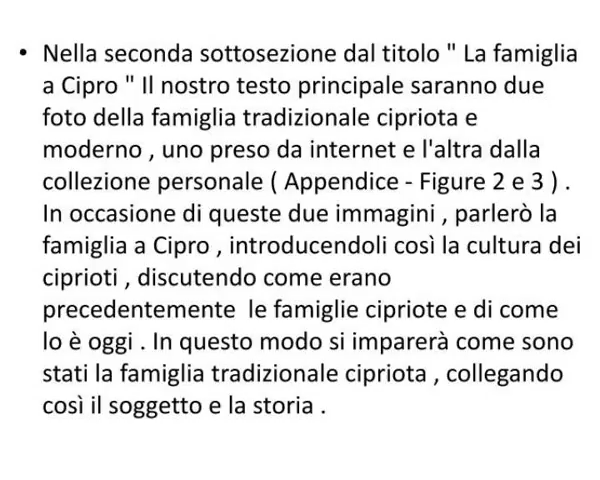 • Nella seconda sottosezione dal titolo " La famiglia
a Cipro " Il nostro testo principale saranno due
foto della famiglia tradizionale cipriota e
moderno , uno preso da internet e l'altra dalla
collezione personale ( Appendice - Figure 2 e 3 ) .
In occasione di queste due immagini , parlerò la
famiglia a Cipro , introducendoli così la cultura dei
ciprioti , discutendo come erano
precedentemente  le famiglie cipriote e di come
lo è oggi . In questo modo si imparerà come sono
stati la famiglia tradizionale cipriota , collegando
così il soggetto e la storia .